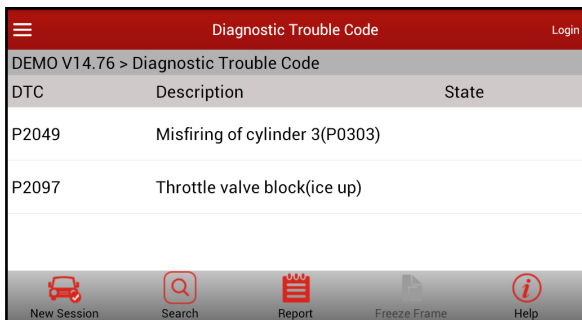 Diagnostic Trouble Code Login
DEMO V14.76 > Diagnostic Trouble Code
DTC Description State
P2049 Misfiring of cylinder 3(P0303)
P2097 Throttle valve block(ice up)
New Session Search Report Freeze Frame Help